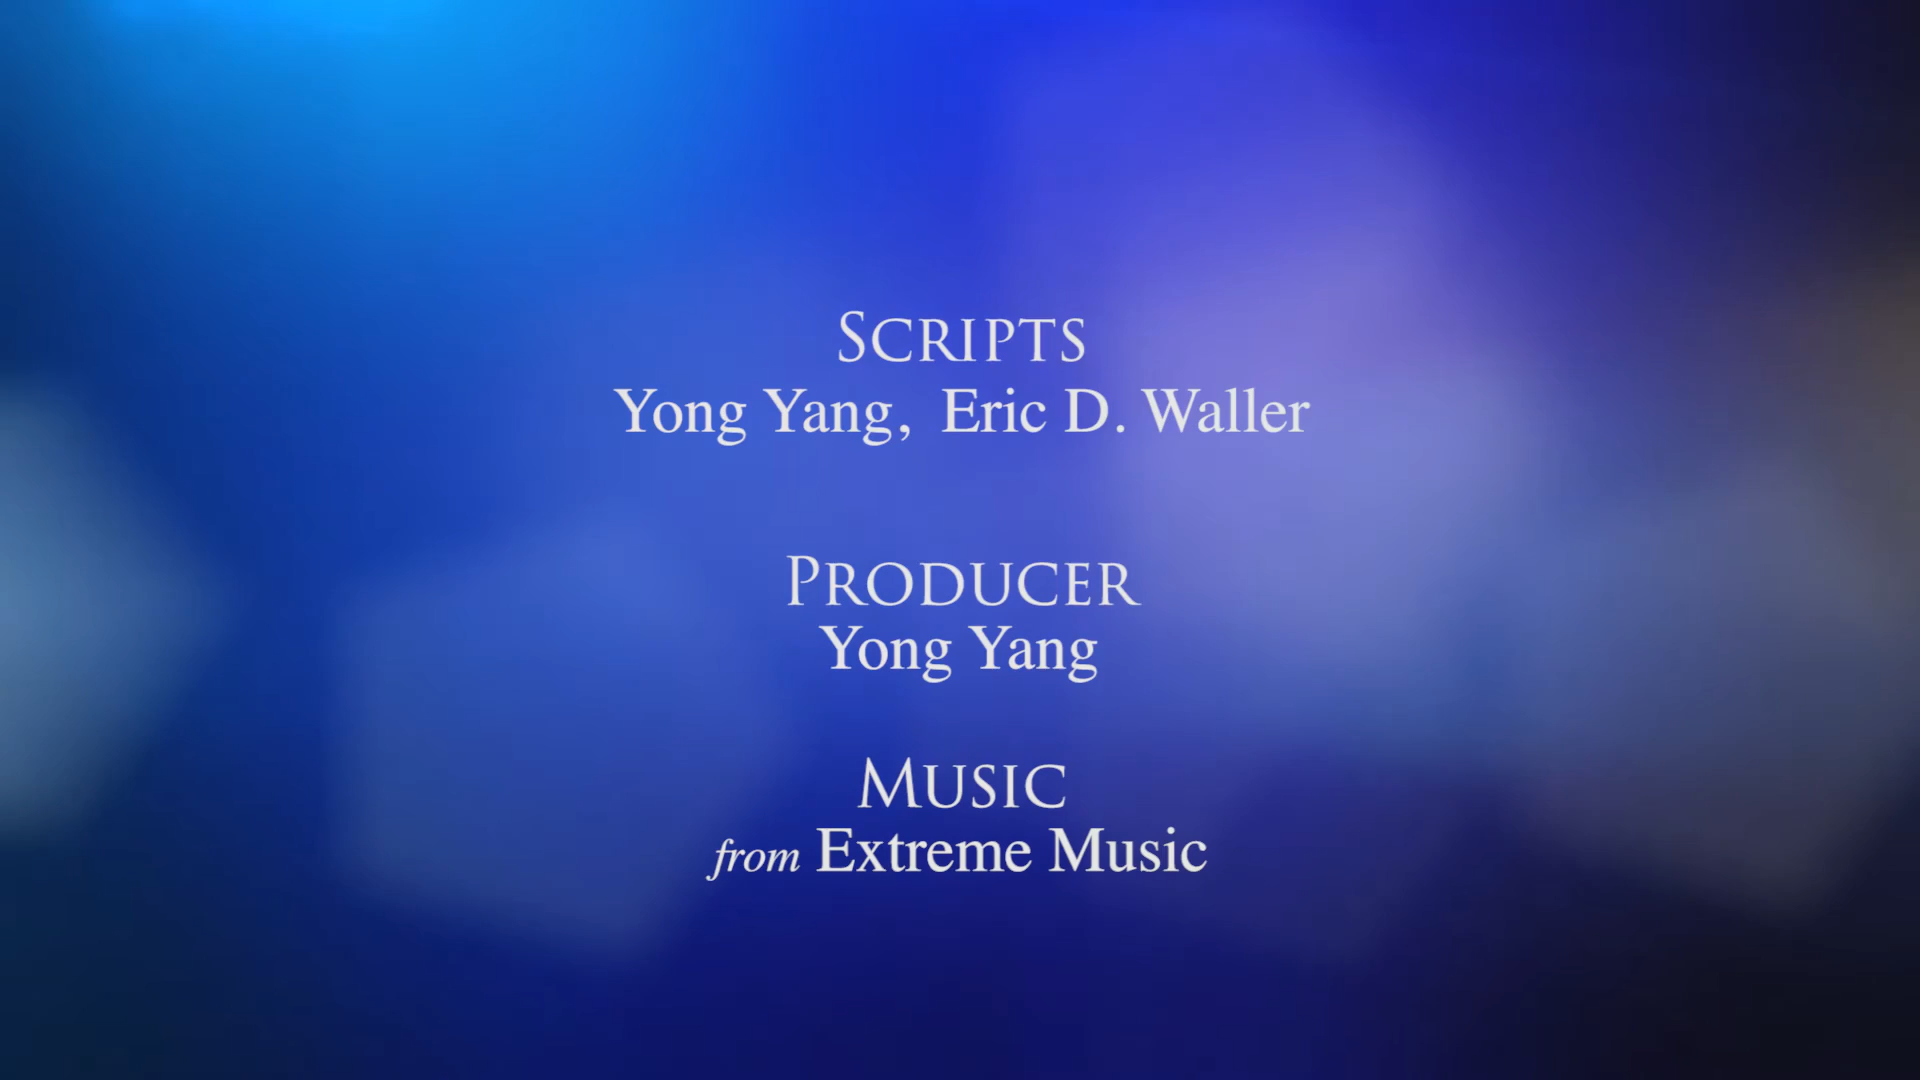 Scripts
Yong Yang, Eric D. Waller
Producer
Yong Yang
Music
from Extreme Music